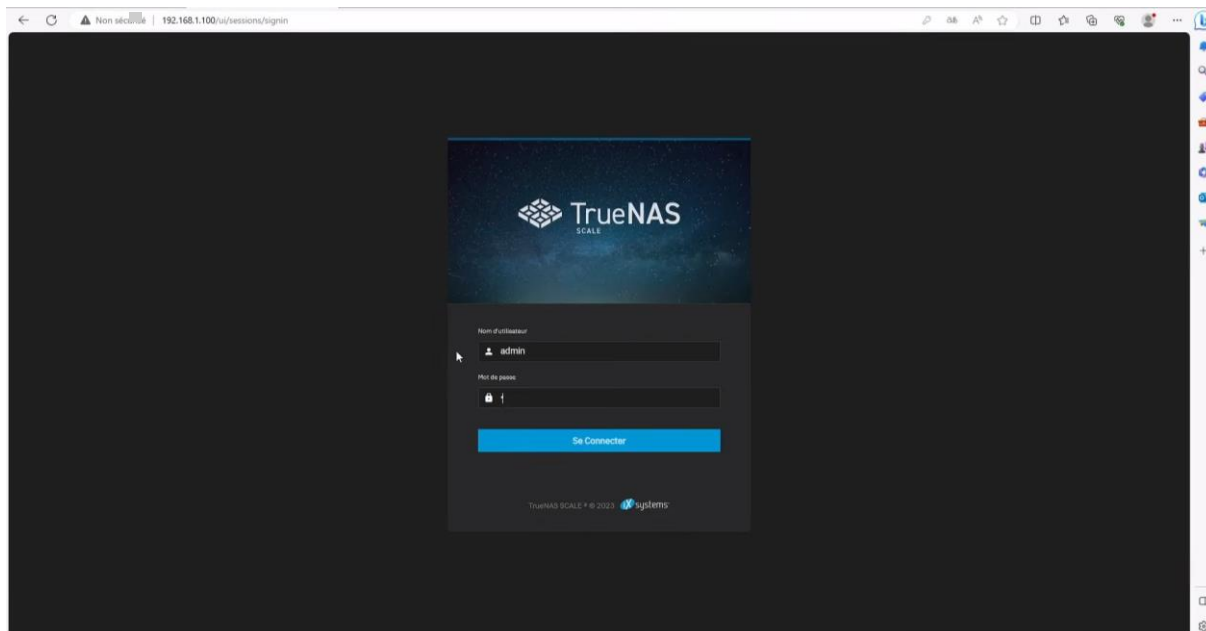 Non sécurisé 192.168.1.100/ui/sessions/signin
TrueNAS
SCALE
Nom d'utilisateur
admin
Mot de passe
Se Connecter
TrueNAS SCALE ® © 2023 iXsystems